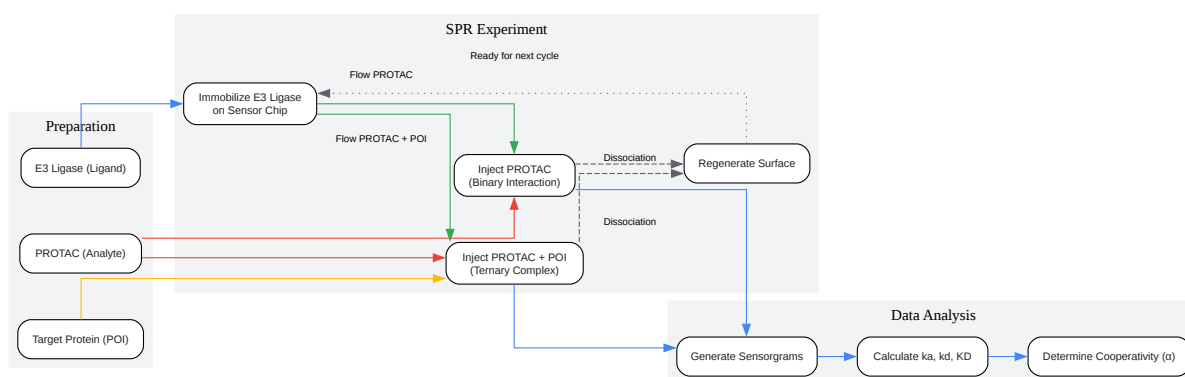 SPR Experiment
Ready for next cycle
Flow PROTAC
Immobilize E3 Ligase
on Sensor Chip
Preparation
Flow PROTAC + POI
E3 Ligase (Ligand)
Inject PROTAC
(Binary Interaction)
Dissociation
Regenerate Surface
Dissociation
PROTAC (Analyte)
Inject PROTAC + POI
(Ternary Complex)
Target Protein (POI)
Data Analysis
Generate Sensorgrams
Calculate ka, kd, KD
Determine Cooperativity (α)